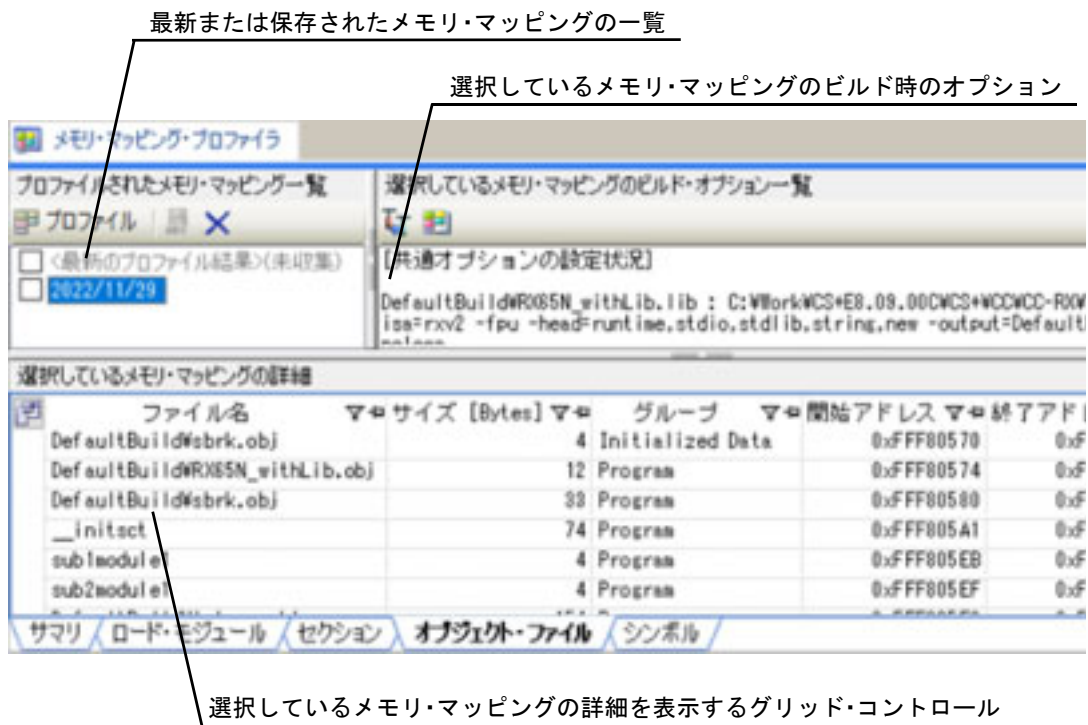 最新または保存されたメモリ・マッピングの一覧
選択しているメモリ・マッピングのビルド時のオプション
メモリ・マッピング・プロファイラ
プロファイルされたメモリ・マッピング一覧
選択しているメモリ・マッピングのビルド・オプション一覧
プロファイル
<最新のプロファイル結果>(未収集)
2022/11/29
[共通オプションの設定状況]
DefaultBuild¥RX65N_withLib.lib : C:¥Work¥CS+E8.09.00C¥CS+¥CC¥CC-RX¥
isa=rxv2 -fpu -head=runtime,stdio,stdlib,string,new -output=Default
選択しているメモリ・マッピングの詳細
ファイル名 サイズ [Bytes] グループ 開始アドレス 終了アド
DefaultBuild¥sbrk.obj 4 Initialized Data 0xFFF80570 0xF
DefaultBuild¥RX65N_withLib.obj 12 Program 0xFFF80574 0xF
DefaultBuild¥sbrk.obj 33 Program 0xFFF80580 0xF
__initsct 74 Program 0xFFF805A1 0xF
sub1module1 4 Program 0xFFF805EB 0xF
sub2module1 4 Program 0xFFF805EF 0xF
サマリ ロード・モジュール セクション オブジェクト・ファイル シンボル
選択しているメモリ・マッピングの詳細を表示するグリッド・コントロール